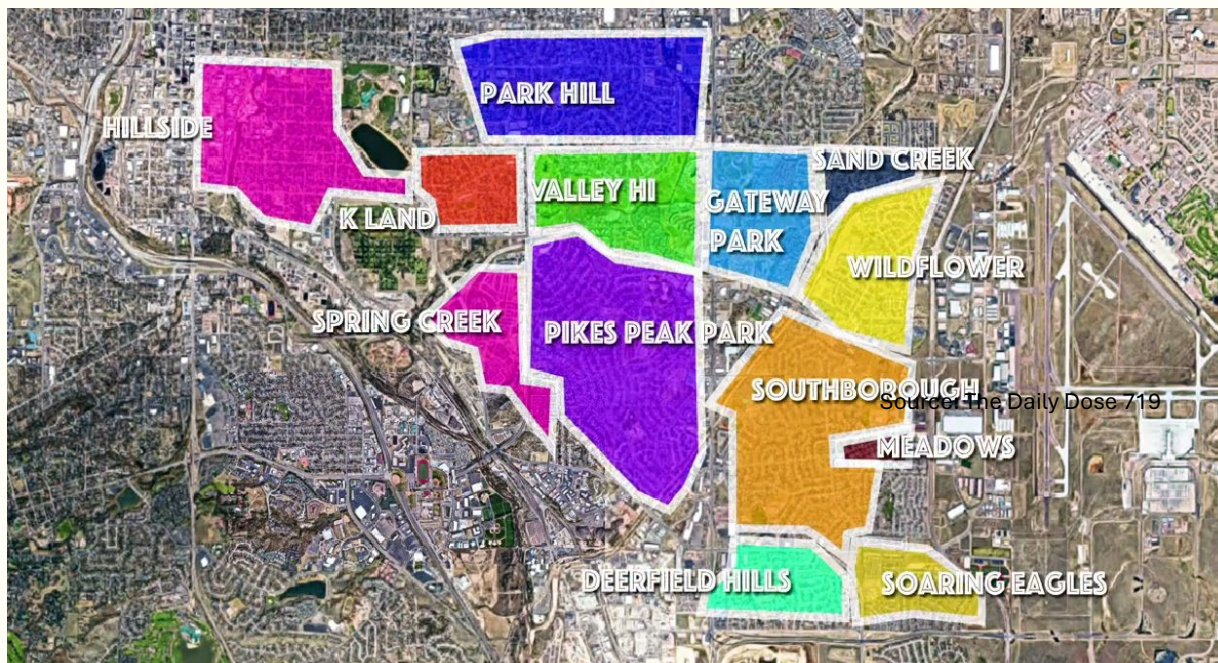 PARK HILL
HILLSIDE
SAND CREEK
VALLEY HI
GATEWAY
PARK
K LAND
WILDFLOWER
SPRING CREEK
PIKES PEAK PARK
SOUTHBOROUGH
Source: The Daily Dose 719
MEADOWS
DEERFIELD HILLS
SOARING EAGLES